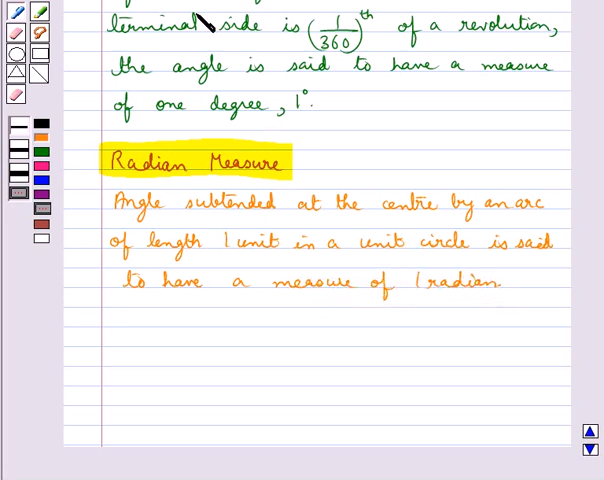 terminal side is (1/360)th of a revolution,
the angle is said to have a measure
of one degree, 1°.
Radian Measure
Angle subtended at the centre by an arc
of length 1 unit in a unit circle is said
to have a measure of 1 radian.